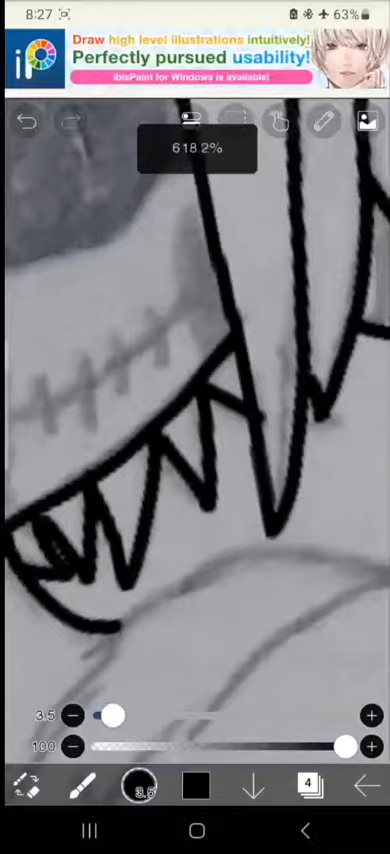 8:27
63%
iP
Draw high level illustrations intuitively!
Perfectly pursued usability!
ibisPaint for Windows is available!
618.2%
3.5
100
3.5
4